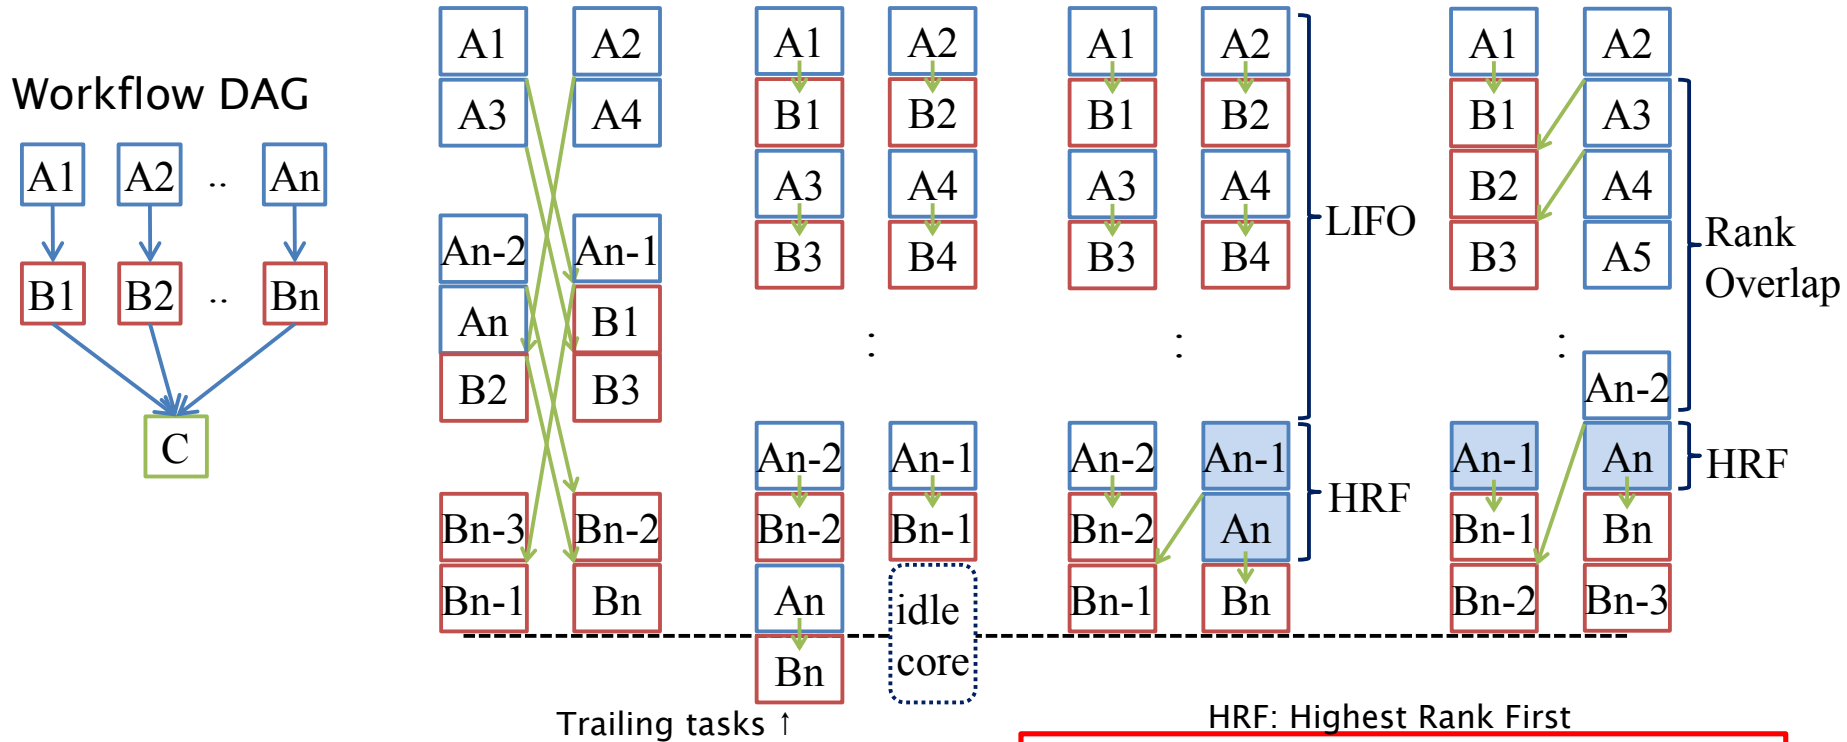 Workflow DAG
A1 A2 .. An
B1 B2 .. Bn
C
A1 A2
A3 A4
An-2 An-1
An B1
B2 B3
Bn-3 Bn-2
Bn-1 Bn
A1 A2
B1 B2
A3 A4
B3 B4
:
An-2 An-1
Bn-2 Bn-1
An idle
core
Bn
Trailing tasks ↑
A1 A2
B1 B2
A3 A4
B3 B4
LIFO
:
An-2 An-1
Bn-2 An
HRF
Bn-1 Bn
A1 A2
B1 A3
B2 A4
B3 A5
Rank
Overlap
:
An-2
An-1 An
HRF
Bn-1 Bn
Bn-2 Bn-3
HRF: Highest Rank First